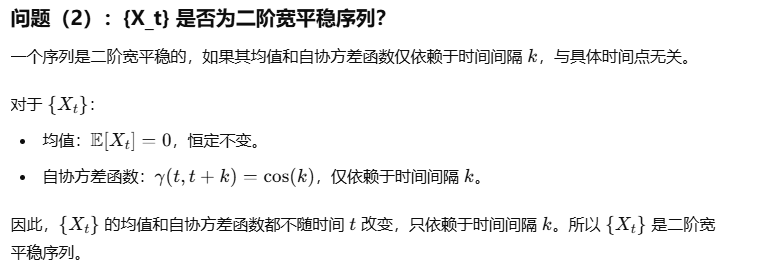 问题（2）：{X_t} 是否为二阶宽平稳序列？
一个序列是二阶宽平稳的，如果其均值和自协方差函数仅依赖于时间间隔 k，与具体时间点无关。
对于 {X_t}：
• 均值：𝔼[X_t] = 0，恒定不变。
• 自协方差函数：γ(t, t + k) = cos(k)，仅依赖于时间间隔 k。
因此，{X_t} 的均值和自协方差函数都不随时间 t 改变，只依赖于时间间隔 k。所以 {X_t} 是二阶宽
平稳序列。